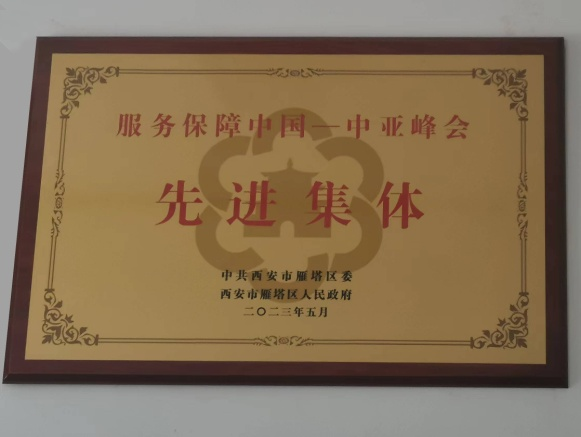 服务保障中国—中亚峰会
先进集体
中共西安市雁塔区委
西安市雁塔区人民政府
二〇二三年五月